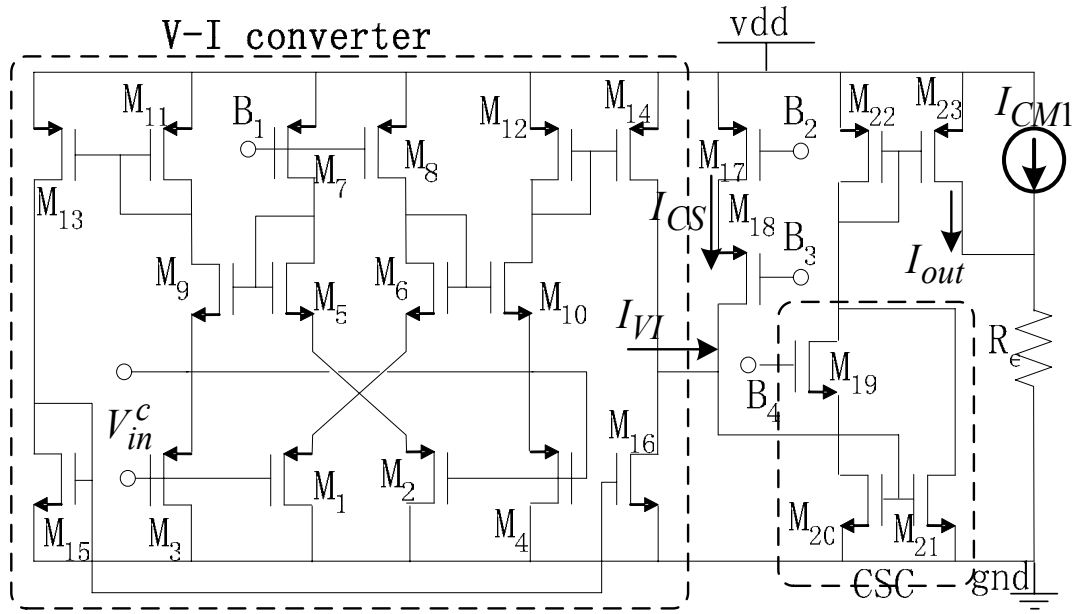 V-I converter
vdd
M11
B1
M12
M14
M22
M23
ICM1
B2
M7
M8
M17
M13
ICS
M18
B3
Iout
M9
M5
M6
M10
IVI
Re
B4
M19
Vinc
M16
M1
M2
M15
M3
M4
M20
M21
CSC
gnd